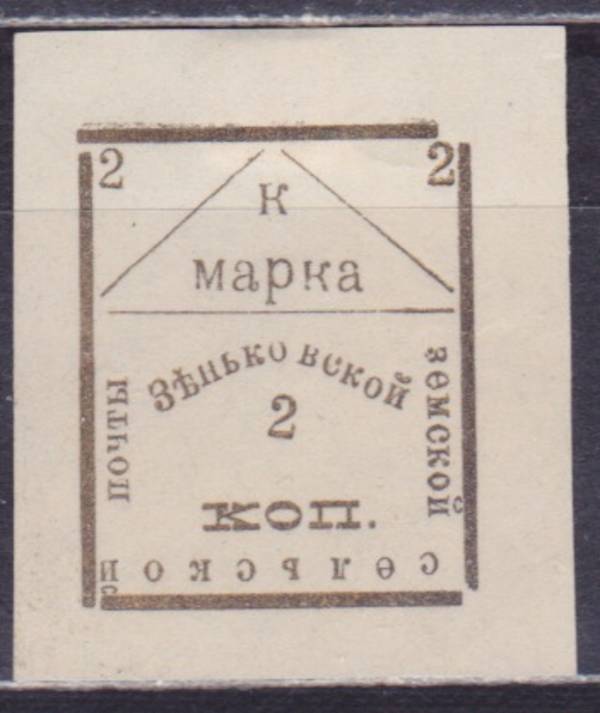 2 2
К
марка
Зѣньковской
земской
сельской
почты
2
КОП.